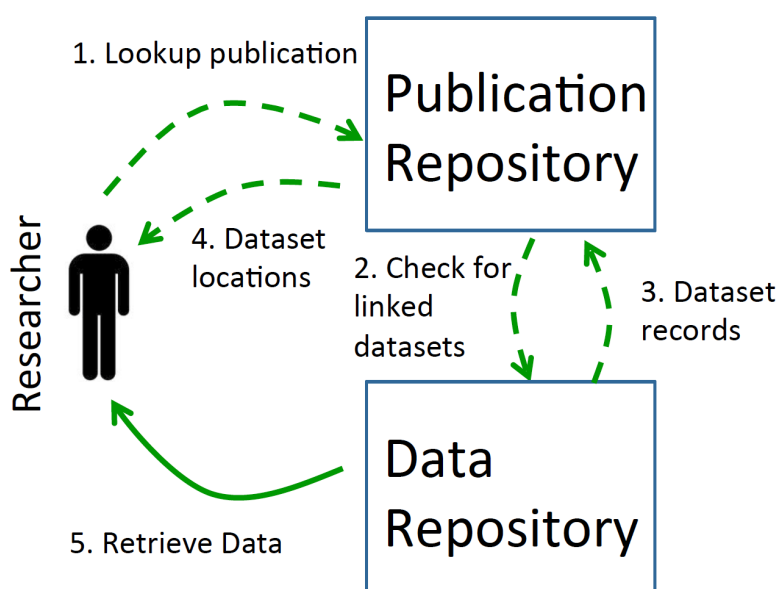 1. Lookup publication
Publication
Repository
Researcher
4. Dataset
locations
2. Check for
linked
datasets
3. Dataset
records
Data
Repository
5. Retrieve Data